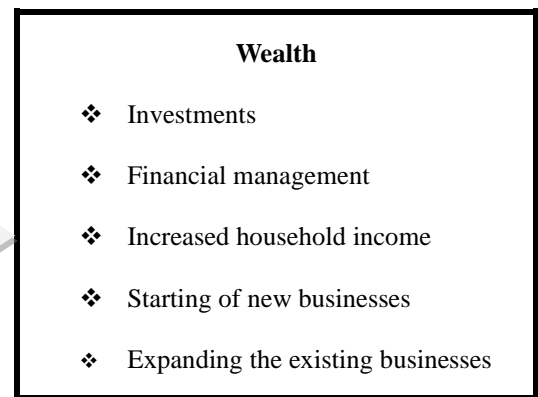 Wealth
❖ Investments
❖ Financial management
❖ Increased household income
❖ Starting of new businesses
❖ Expanding the existing businesses